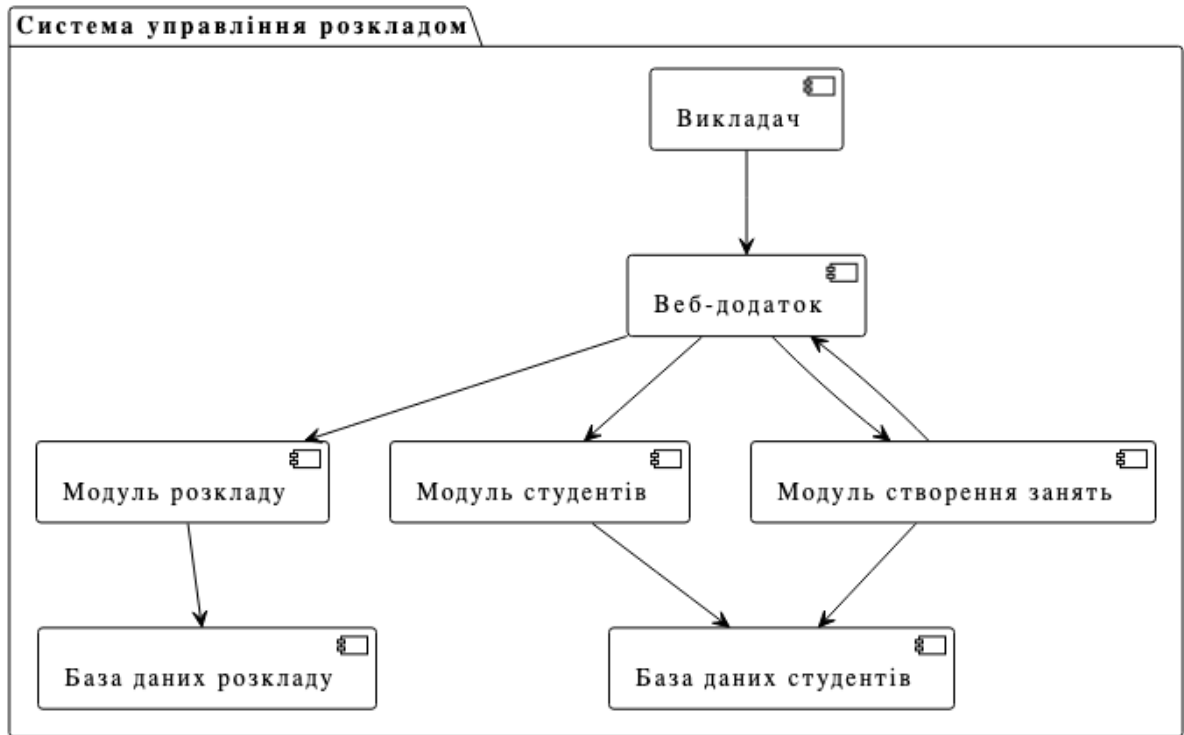 Система управління розкладом
Викладач
Веб-додаток
Модуль розкладу
Модуль студентів
Модуль створення занять
База даних розкладу
База даних студентів